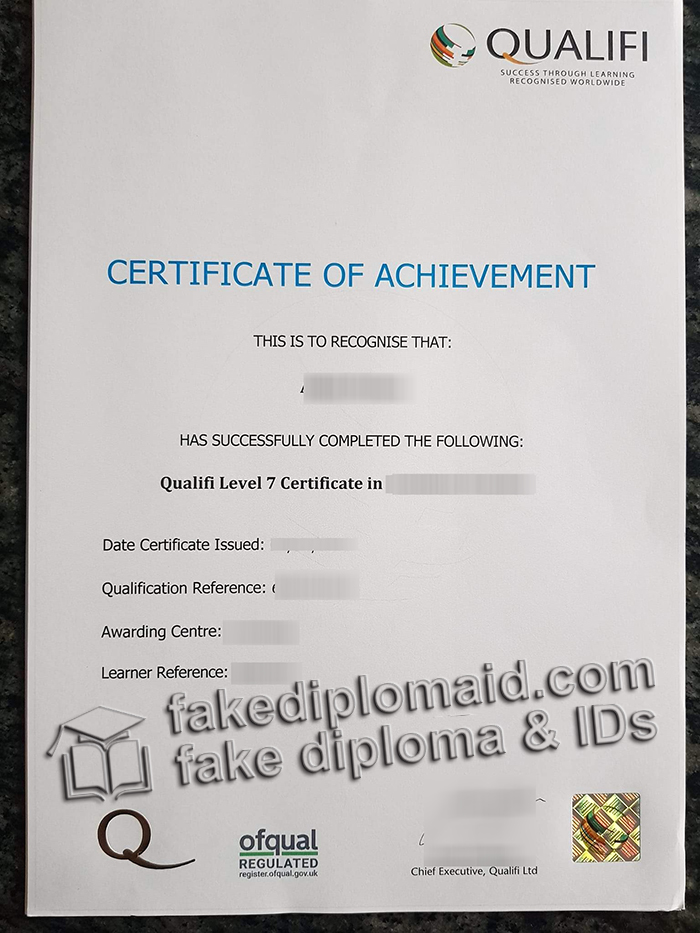 QUALIFI
SUCCESS THROUGH LEARNING
RECOGNISED WORLDWIDE
CERTIFICATE OF ACHIEVEMENT
THIS IS TO RECOGNISE THAT:
HAS SUCCESSFULLY COMPLETED THE FOLLOWING:
Qualifi Level 7 Certificate in
Date Certificate Issued:
Qualification Reference:
Awarding Centre:
Learner Reference:
fakediplomaid.com
fake diploma & IDs
Q
ofqual
REGULATED
register.ofqual.gov.uk
Chief Executive, Qualifi Ltd